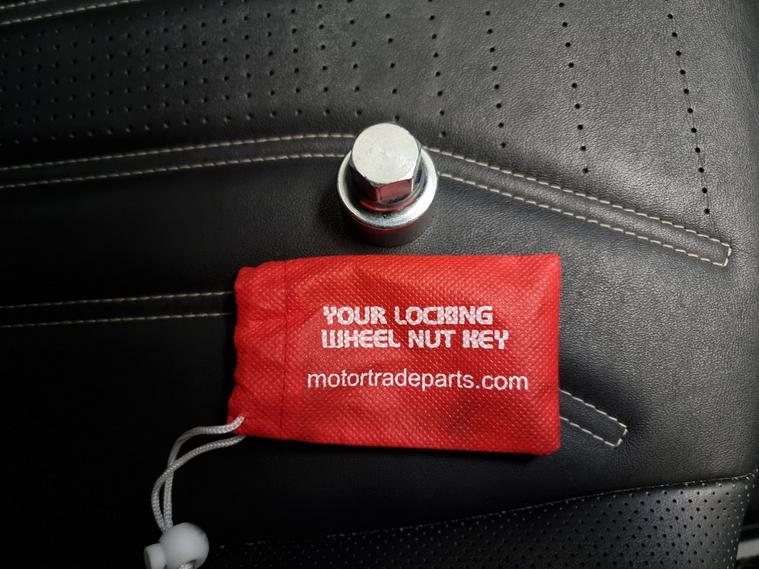 YOUR LOCKING
WHEEL NUT KEY
motortradeparts.com